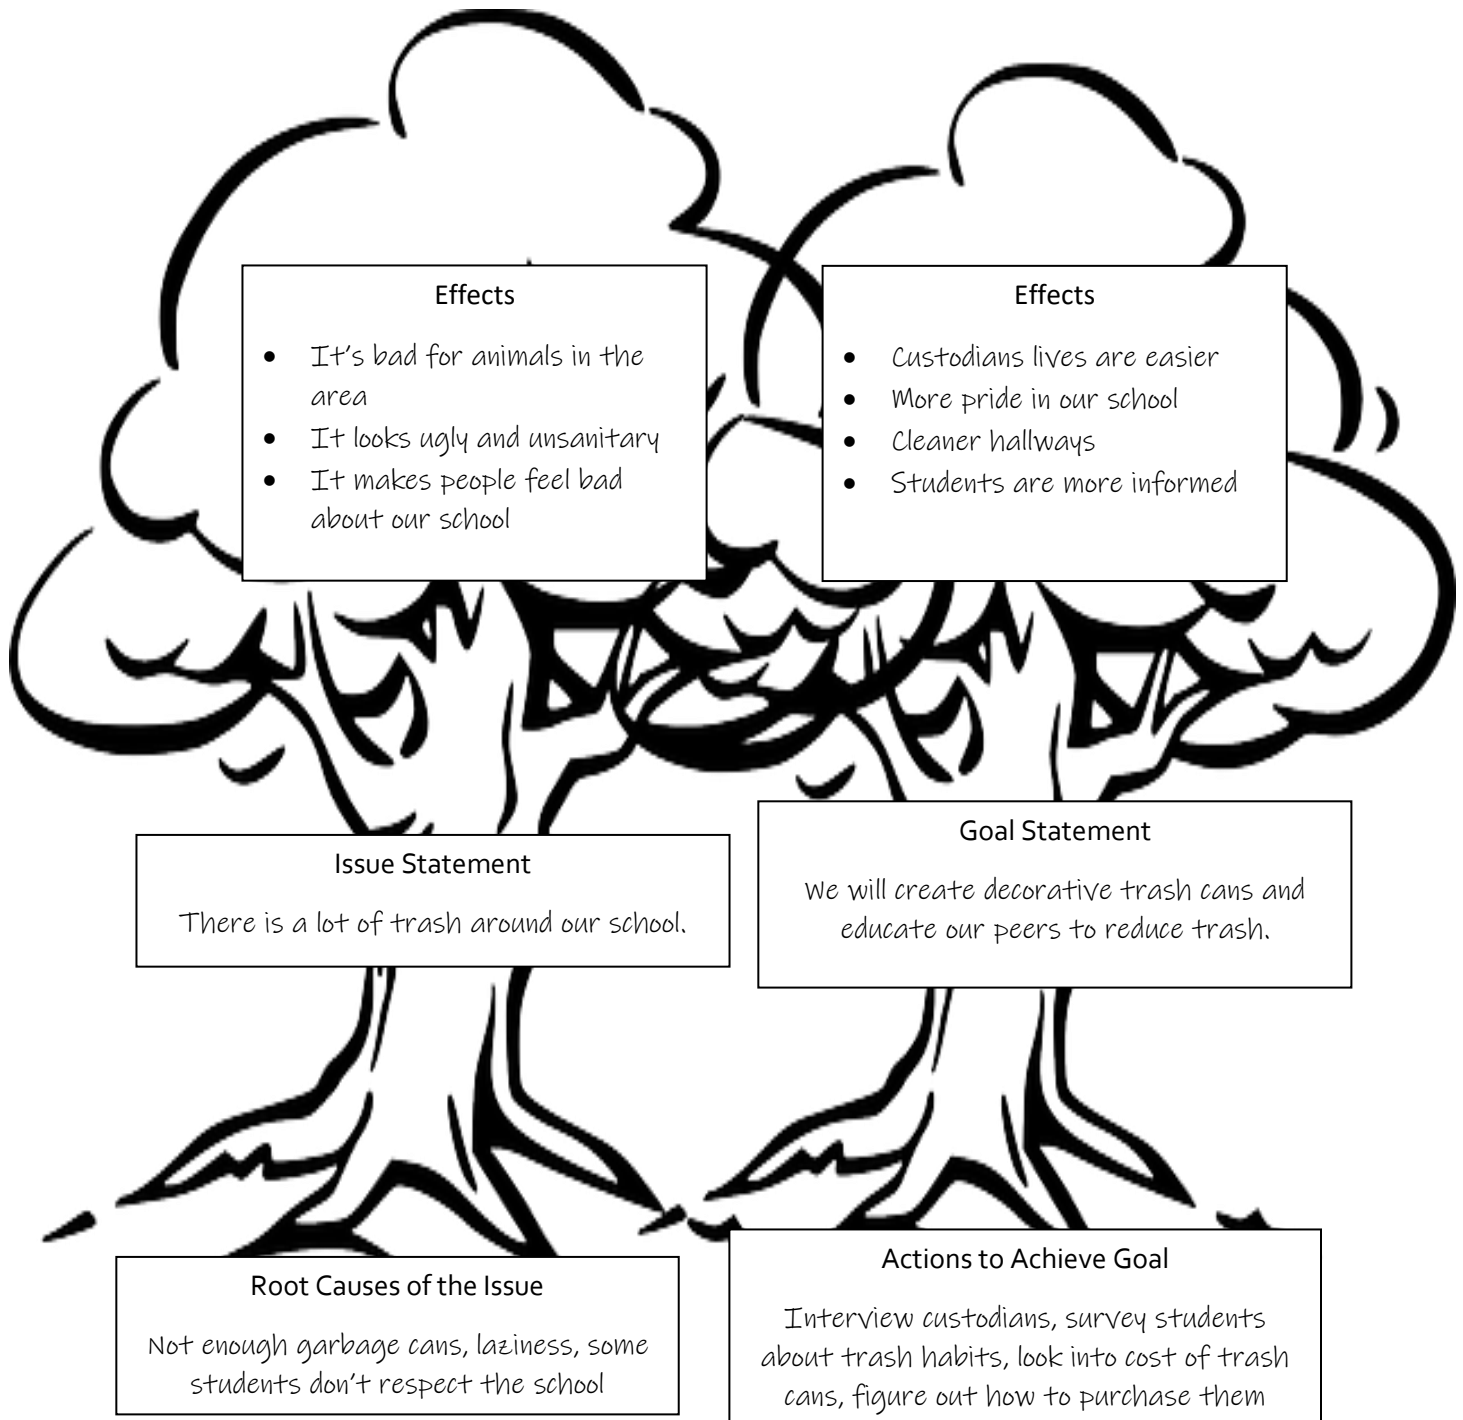 Effects
• It's bad for animals in the
area
• It looks ugly and unsanitary
• It makes people feel bad
about our school
Effects
• Custodians lives are easier
• More pride in our school
• Cleaner hallways
• Students are more informed
Issue Statement
There is a lot of trash around our school.
Goal Statement
We will create decorative trash cans and
educate our peers to reduce trash.
Root Causes of the Issue
Not enough garbage cans, laziness, some
students don't respect the school
Actions to Achieve Goal
Interview custodians, survey students
about trash habits, look into cost of trash
cans, figure out how to purchase them